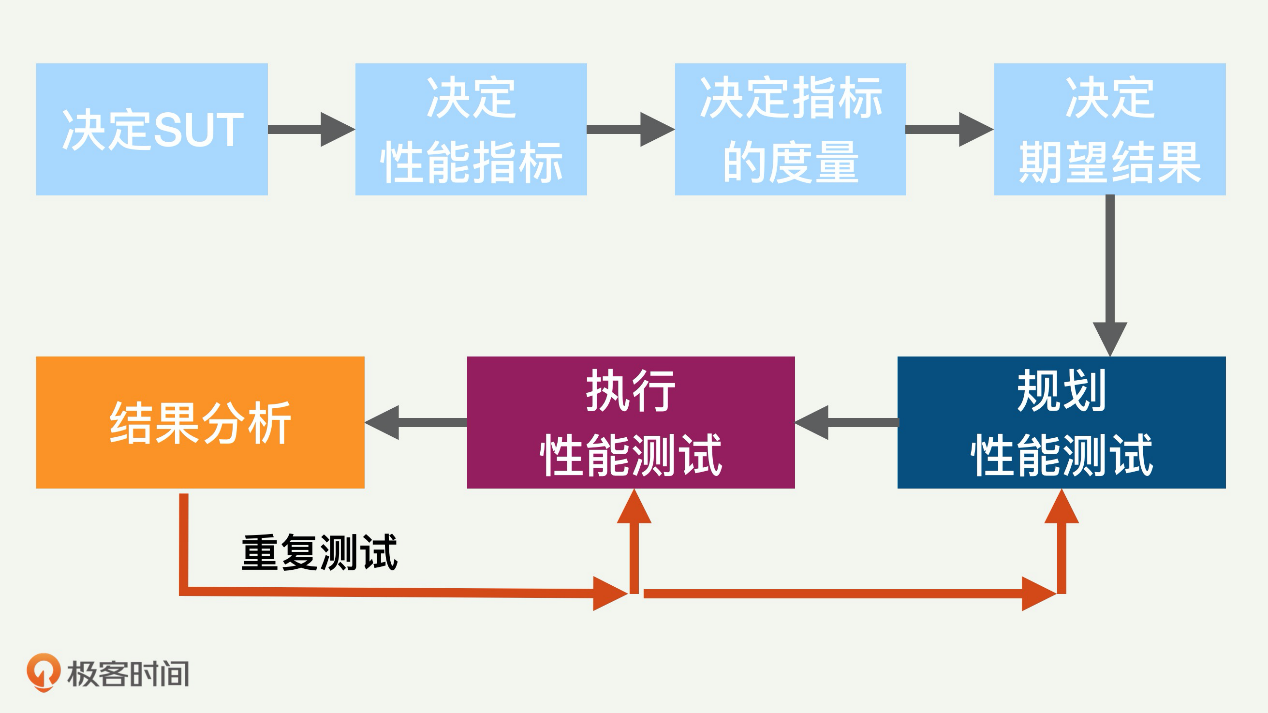 决定SUT
决定
性能指标
决定指标
的度量
决定
期望结果
规划
性能测试
执行
性能测试
结果分析
重复测试
极客时间